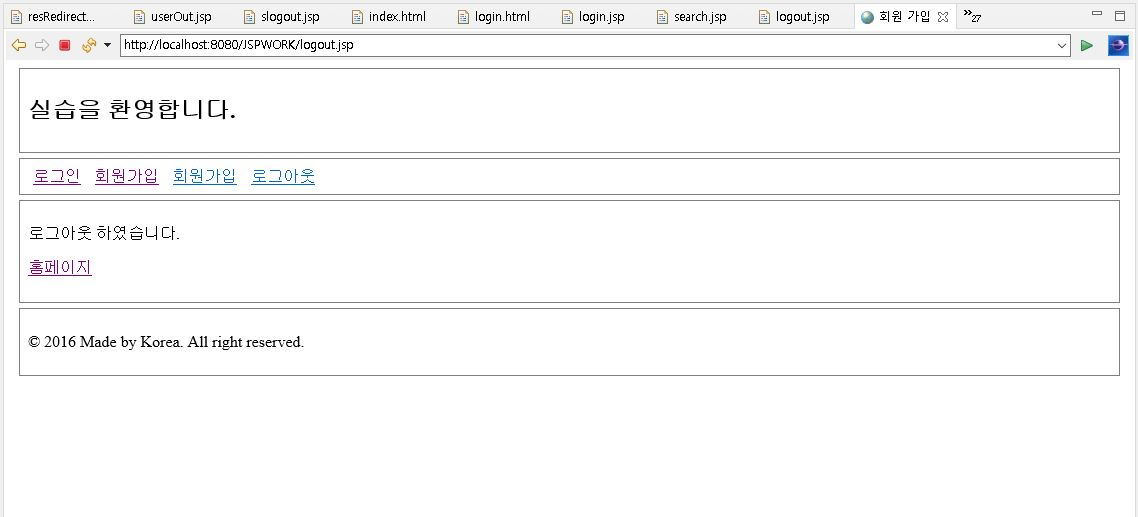 resRedirect... userOut.jsp slogout.jsp index.html login.html login.jsp search.jsp logout.jsp 회원 가입 »27
http://localhost:8080/JSPWORK/logout.jsp
실습을 환영합니다.
로그인 회원가입 회원가입 로그아웃
로그아웃 하였습니다.
홈페이지
© 2016 Made by Korea. All right reserved.